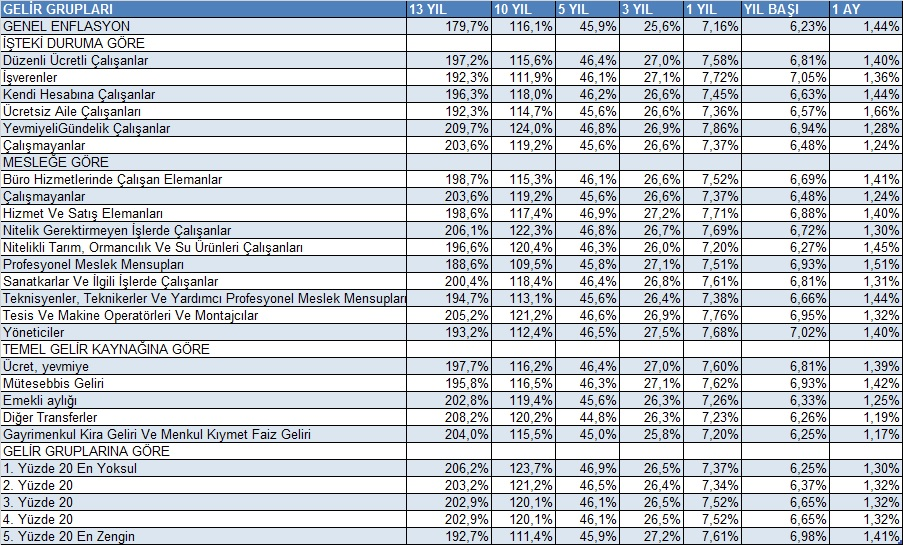 GELİR GRUPLARI 13 YIL 10 YIL 5 YIL 3 YIL 1 YIL YIL BAŞI 1 AY
GENEL ENFLASYON 179,7% 116,1% 45,9% 25,6% 7,16% 6,23% 1,44%
İŞTEKİ DURUMA GÖRE
Düzenli Ücretli Çalışanlar 197,2% 115,6% 46,4% 27,0% 7,58% 6,81% 1,40%
İşverenler 192,3% 111,9% 46,1% 27,1% 7,72% 7,05% 1,36%
Kendi Hesabına Çalışanlar 196,3% 118,0% 46,2% 26,6% 7,45% 6,63% 1,44%
Ücretsiz Aile Çalışanları 192,3% 114,7% 45,6% 26,6% 7,36% 6,57% 1,66%
YevmiyeliGündelik Çalışanlar 209,7% 124,0% 46,8% 26,9% 7,86% 6,94% 1,28%
Çalışmayanlar 203,6% 119,2% 45,6% 26,6% 7,37% 6,48% 1,24%
MESLEĞE GÖRE
Büro Hizmetlerinde Çalışan Elemanlar 198,7% 115,3% 46,1% 26,6% 7,52% 6,69% 1,41%
Çalışmayanlar 203,6% 119,2% 45,6% 26,6% 7,37% 6,48% 1,24%
Hizmet Ve Satış Elemanları 198,6% 117,4% 46,9% 27,2% 7,71% 6,88% 1,40%
Nitelik Gerektirmeyen İşlerde Çalışanlar 206,1% 122,3% 46,8% 26,7% 7,69% 6,72% 1,30%
Nitelikli Tarım, Ormancılık Ve Su Ürünleri Çalışanları 196,6% 120,4% 46,3% 26,0% 7,20% 6,27% 1,45%
Profesyonel Meslek Mensupları 188,6% 109,5% 45,8% 27,1% 7,51% 6,93% 1,51%
Sanatkarlar Ve İlgili İşlerde Çalışanlar 200,4% 118,4% 46,4% 26,8% 7,61% 6,81% 1,31%
Teknisyenler, Teknikerler Ve Yardımcı Profesyonel Meslek Mensupları 194,7% 113,1% 45,6% 26,4% 7,38% 6,66% 1,44%
Tesis Ve Makine Operatörleri Ve Montajcılar 205,2% 121,2% 46,6% 26,9% 7,76% 6,95% 1,32%
Yöneticiler 193,2% 112,4% 46,5% 27,5% 7,68% 7,02% 1,40%
TEMEL GELİR KAYNAĞINA GÖRE
Ücret, yevmiye 197,7% 116,2% 46,4% 27,0% 7,60% 6,81% 1,39%
Mütesebbis Geliri 195,8% 116,5% 46,3% 27,1% 7,62% 6,93% 1,42%
Emekli aylığı 202,8% 119,4% 45,6% 26,3% 7,26% 6,33% 1,25%
Diğer Transferler 208,2% 120,2% 44,8% 26,3% 7,23% 6,26% 1,19%
Gayrimenkul Kira Geliri Ve Menkul Kıymet Faiz Geliri 204,0% 115,5% 45,0% 25,8% 7,20% 6,25% 1,17%
GELİR GRUPLARINA GÖRE
1. Yüzde 20 En Yoksul 206,2% 123,7% 46,9% 26,5% 7,37% 6,25% 1,30%
2. Yüzde 20 203,2% 121,2% 46,5% 26,4% 7,34% 6,37% 1,32%
3. Yüzde 20 202,9% 120,1% 46,1% 26,5% 7,52% 6,65% 1,32%
4. Yüzde 20 202,9% 120,1% 46,1% 26,5% 7,52% 6,65% 1,32%
5. Yüzde 20 En Zengin 192,7% 111,4% 45,9% 27,2% 7,61% 6,98% 1,41%